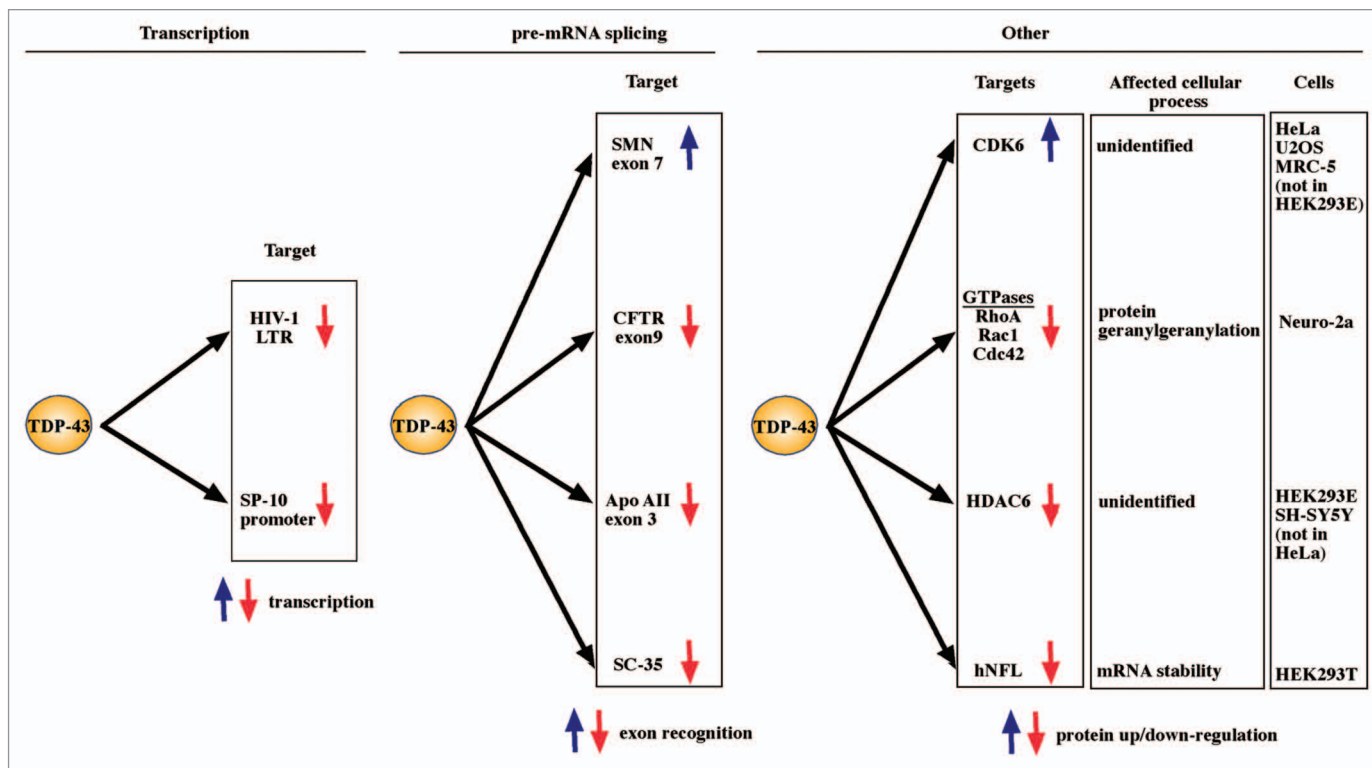 Transcription
Target
HIV-1
LTR
TDP-43
SP-10
promoter
transcription
pre-mRNA splicing
Target
SMN
exon 7
CFTR
exon9
TDP-43
Apo AII
exon 3
SC-35
exon recognition
Other
Targets
Affected cellular
process
Cells
CDK6
unidentified
HeLa
U2OS
MRC-5
(not in
HEK293E)
GTPases
RhoA
Rac1
Cdc42
protein
geranylgeranylation
Neuro-2a
TDP-43
HDAC6
unidentified
HEK293E
SH-SY5Y
(not in
HeLa)
hNFL
mRNA stability
HEK293T
protein up/down-regulation